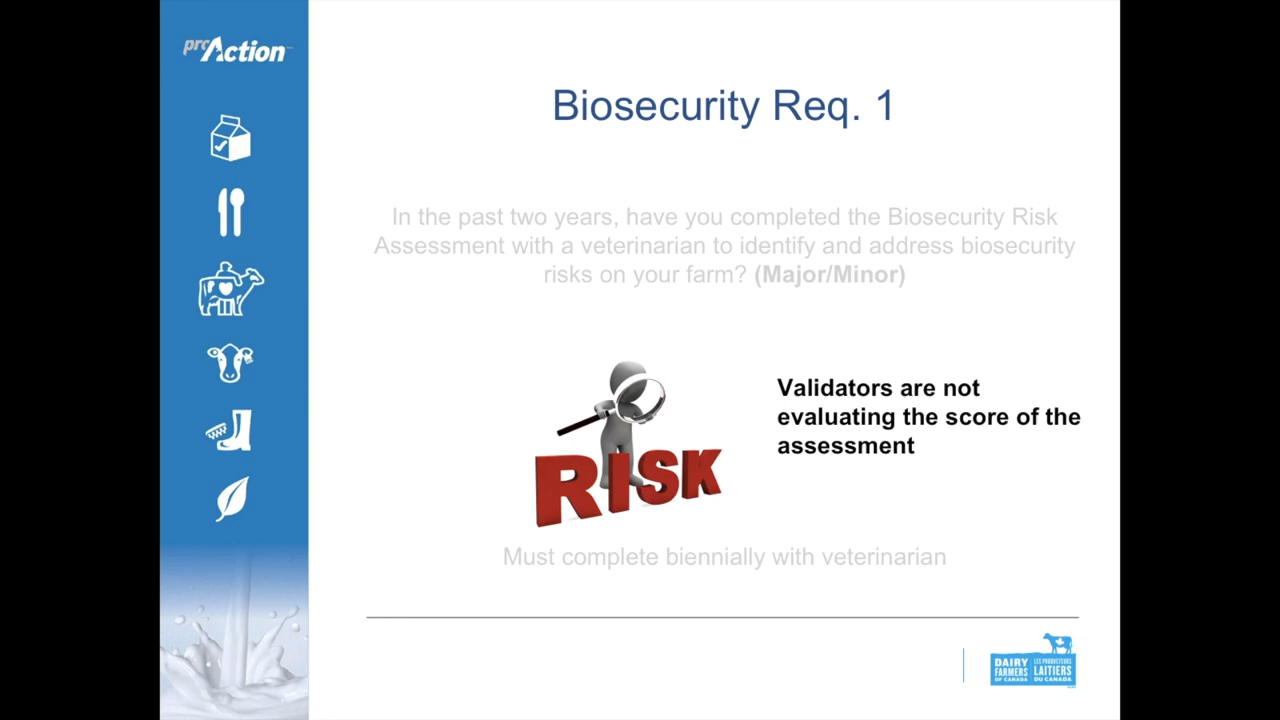 proAction
Biosecurity Req. 1
In the past two years, have you completed the Biosecurity Risk
Assessment with a veterinarian to identify and address biosecurity
risks on your farm? (Major/Minor)
Validators are not
evaluating the score of the
assessment
RISK
Must complete biennially with veterinarian
DAIRY
FARMERS
OF CANADA
LES PRODUCTEURS
LAITIERS
DU CANADA